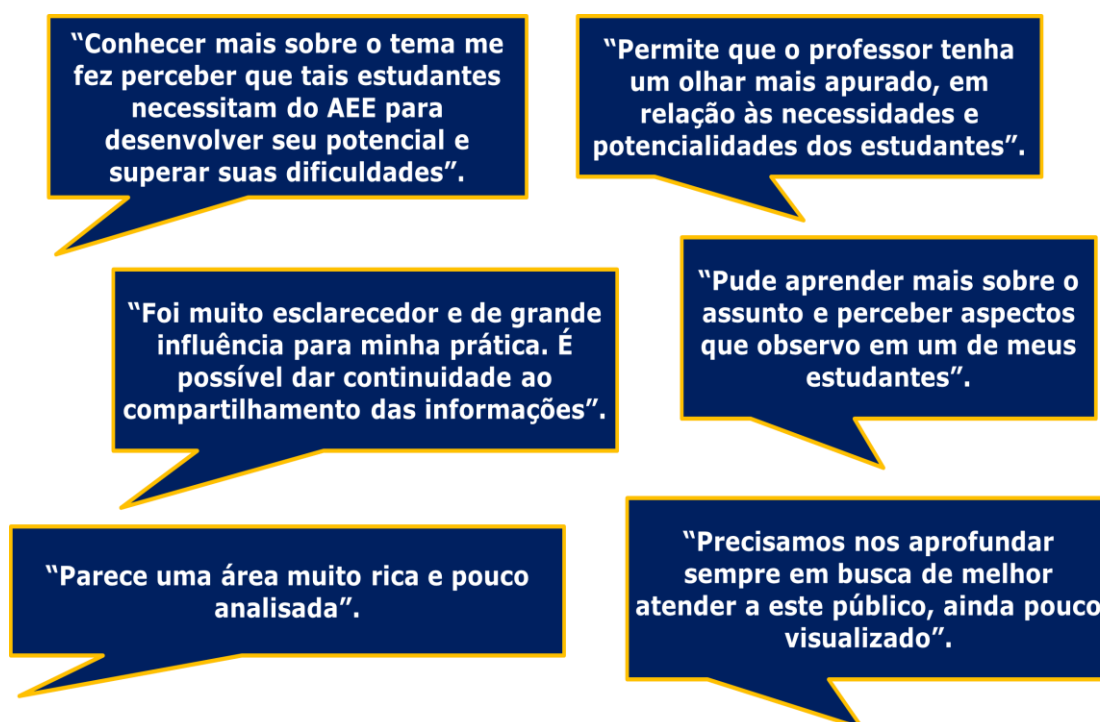 “Conhecer mais sobre o tema me
fez perceber que tais estudantes
necessitam do AEE para
desenvolver seu potencial e
superar suas dificuldades”.
“Permite que o professor tenha
um olhar mais apurado, em
relação às necessidades e
potencialidades dos estudantes”.
“Foi muito esclarecedor e de grande
influência para minha prática. É
possível dar continuidade ao
compartilhamento das informações”.
“Pude aprender mais sobre o
assunto e perceber aspectos
que observo em um de meus
estudantes”.
“Parece uma área muito rica e pouco
analisada”.
“Precisamos nos aprofundar
sempre em busca de melhor
atender a este público, ainda pouco
visualizado”.